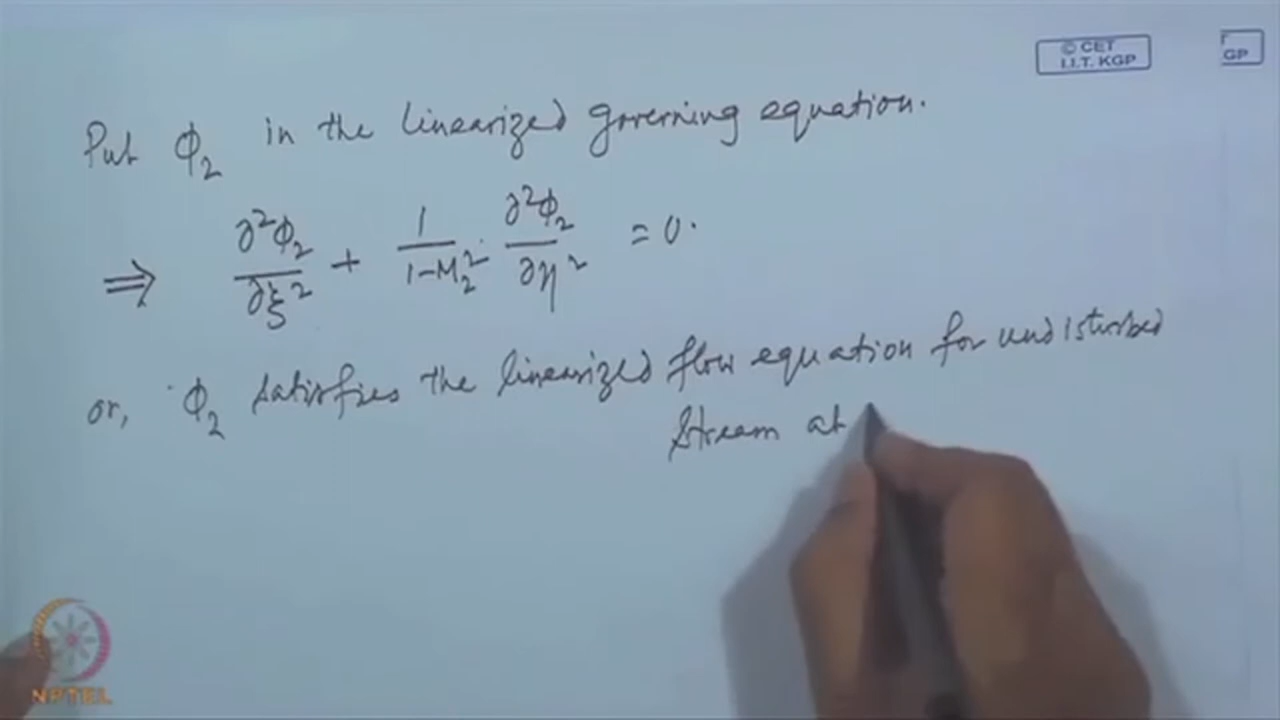 © CET
I.I.T. KGP
GP
Put ϕ₂ in the linearized governing equation.
⇒ ∂²ϕ₂/∂ξ² + 1/(1-M₂²) · ∂²ϕ₂/∂η² = 0.
or, ϕ₂ satisfies the linearized flow equation for undisturbed
stream at
NPTEL